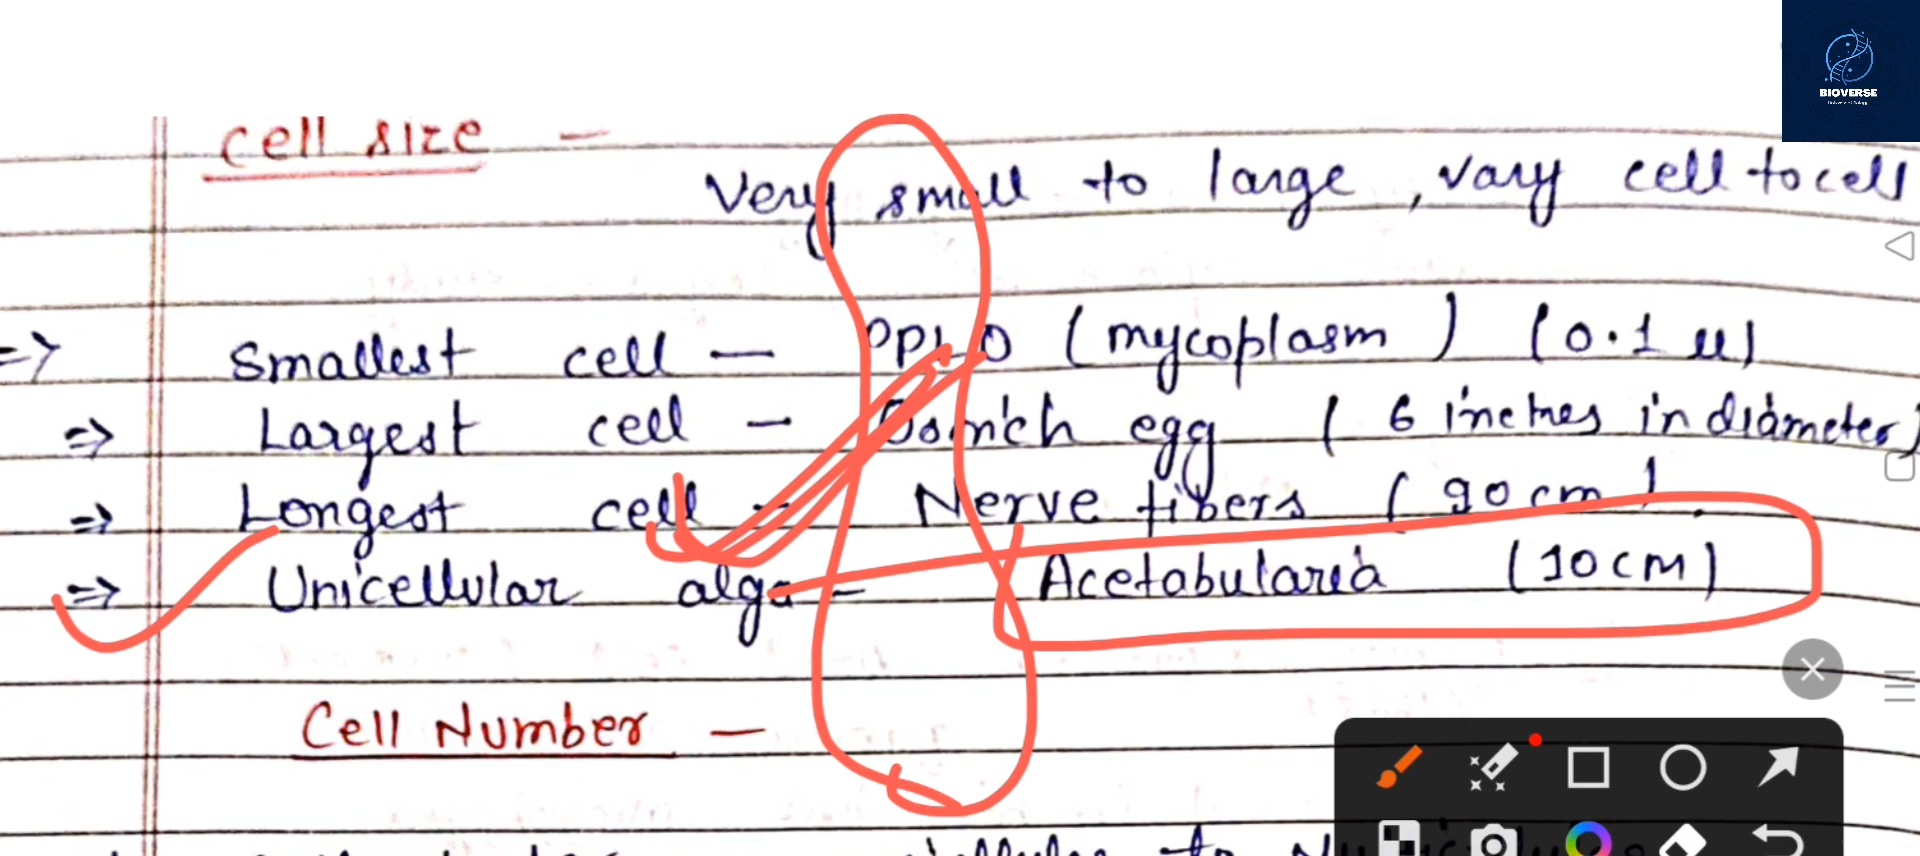 BIOVERSE
cell size —
Very small to large , vary cell to cell
=> Smallest cell — PPLO ( mycoplasm ) ( 0.1 u )
=> Largest cell — Ostrich egg ( 6 inches in diameter )
=> Longest cell — Nerve fibers ( 90 cm ) .
=> Unicellular alga — Acetabularia ( 10 cm )
Cell Number —